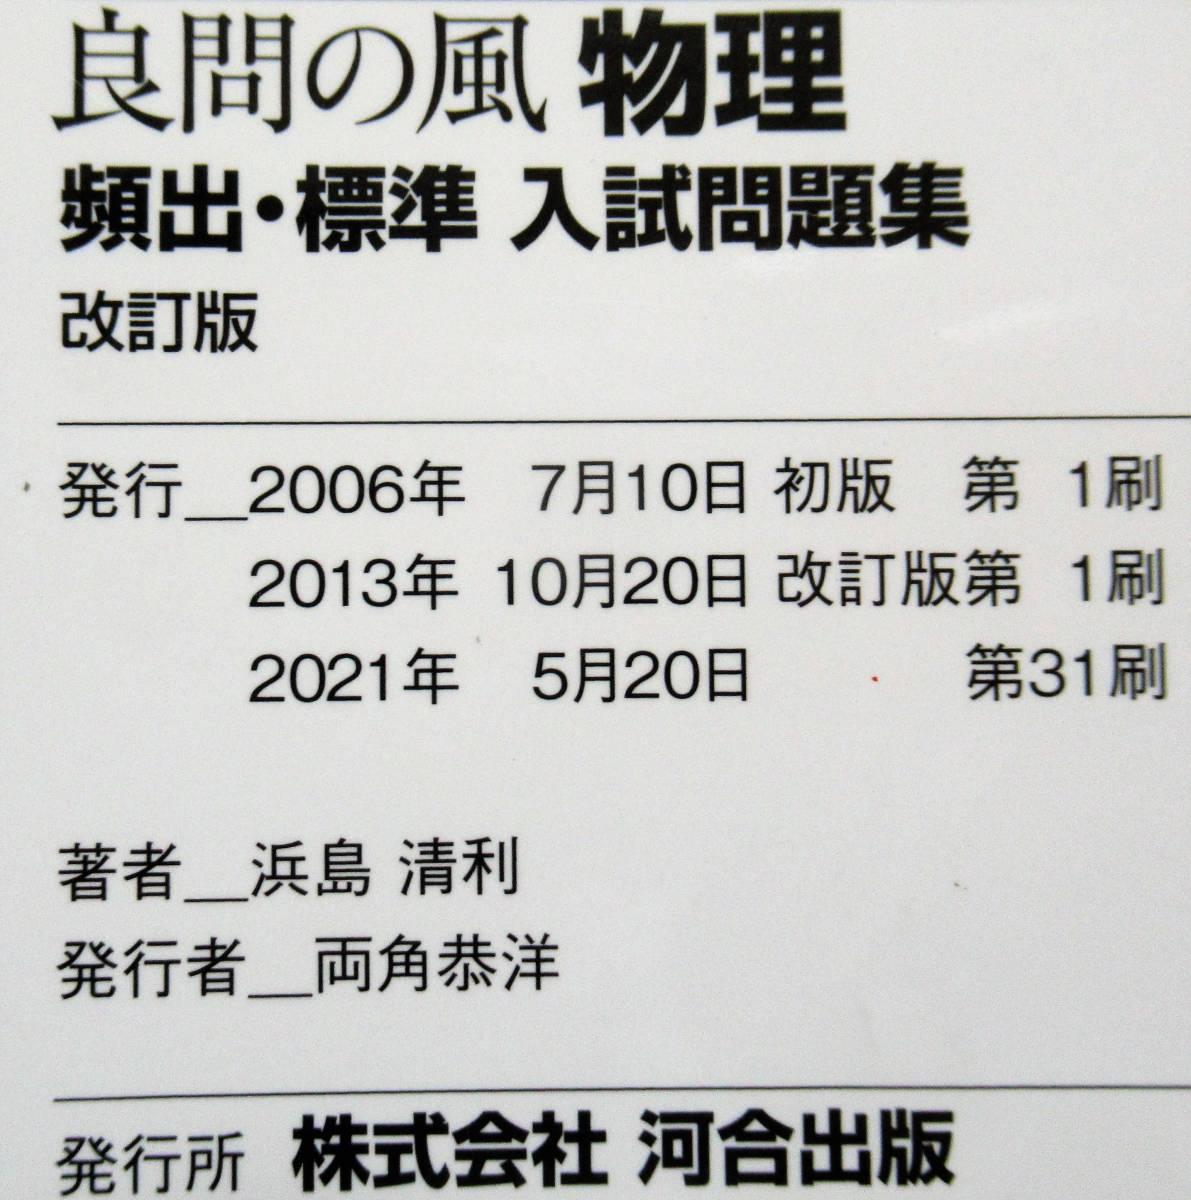 良問の風 物理
頻出・標準 入試問題集
改訂版
発行__2006年 7月10日 初版 第 1刷
2013年 10月20日 改訂版第 1刷
2021年 5月20日 第31刷
著者__浜島 清利
発行者__両角恭洋
発行所 株式会社 河合出版